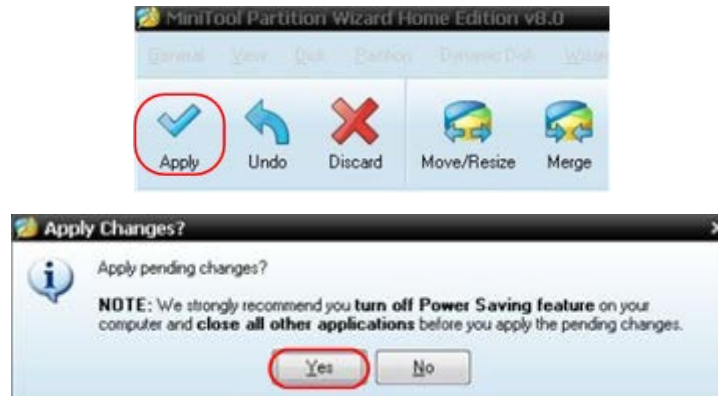 MiniTool Partition Wizard Home Edition v8.0
General View Disk Partition Dynamic Disk
Apply Undo Discard Move/Resize Merge
Apply Changes?
Apply pending changes?
NOTE: We strongly recommend you turn off Power Saving feature on your
computer and close all other applications before you apply the pending changes.
Yes No